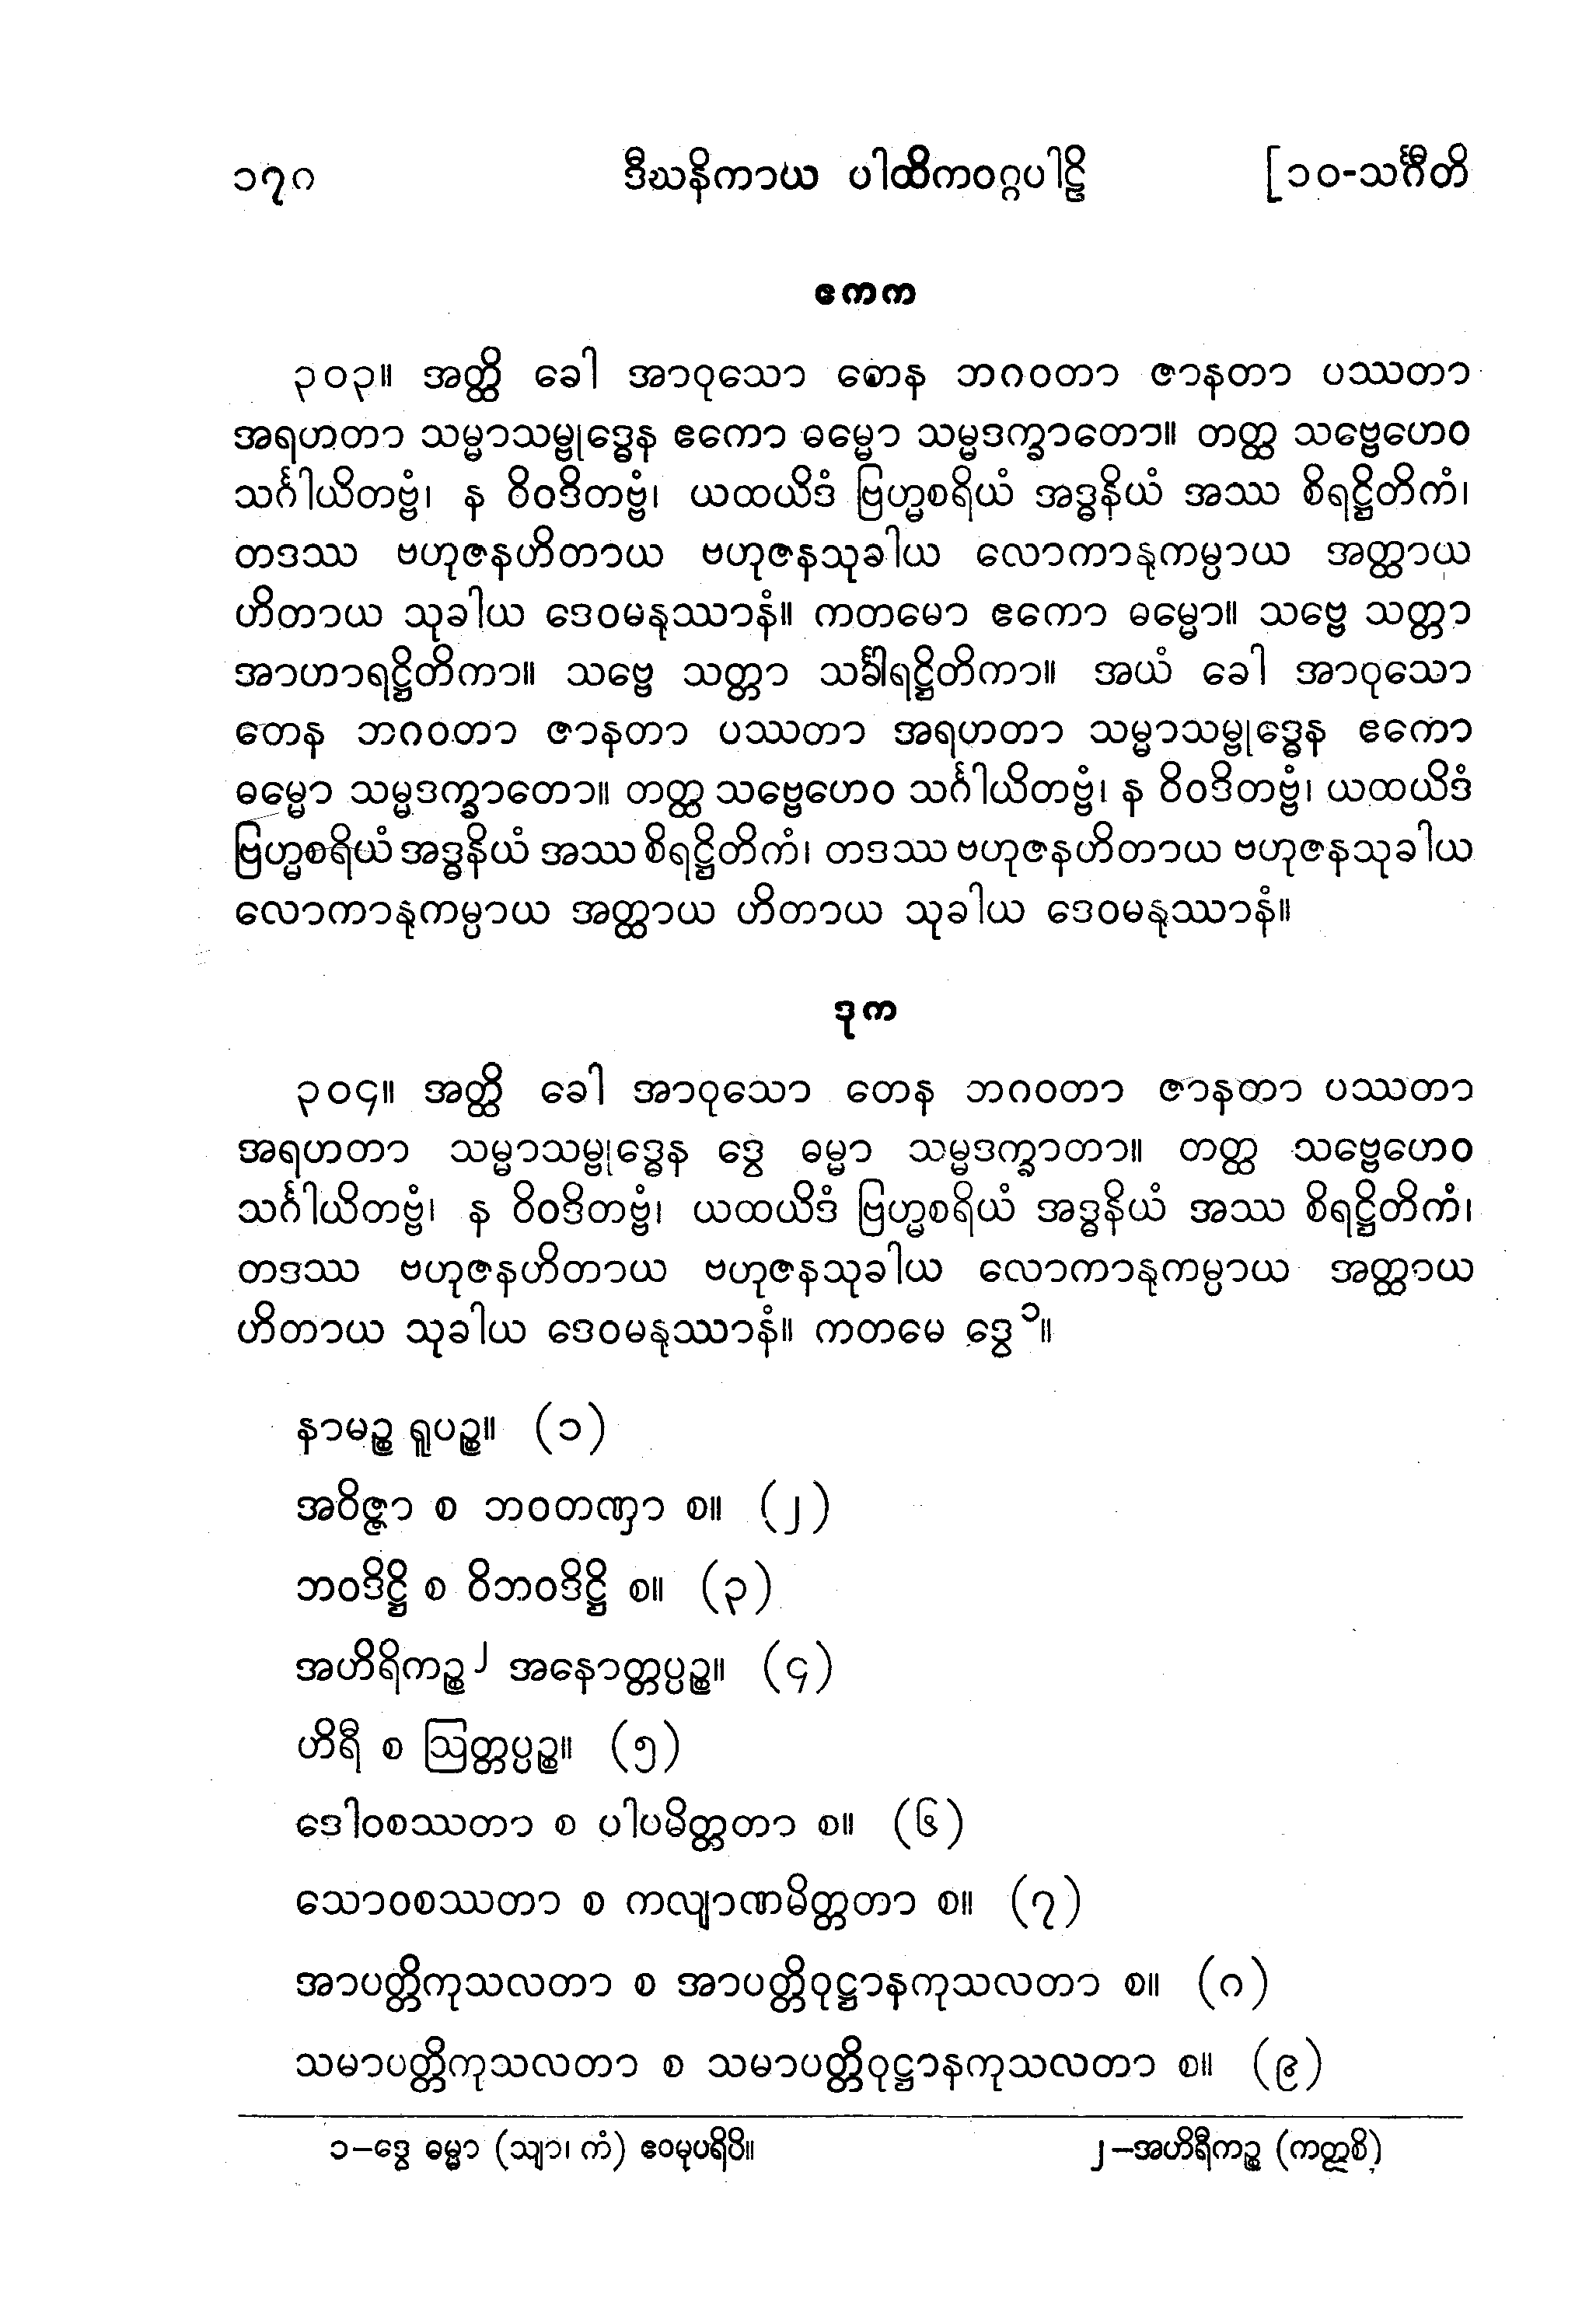 ၁၇၈ ဒီဃနိကာယ ပါထိကဝဂ္ဂပါဠိ [၁၀-သင်္ဂီတိ
ဧကက
၃၀၃။ အတ္ထိ ခေါ အာဝုသော တေန ဘဂဝတာ ဇာနတာ ပဿတာ
အရဟတာ သမ္မာသမ္ဗုဒ္ဓေန ဧကော ဓမ္မော သမ္မဒက္ခာတော။ တတ္ထ သဗ္ဗေဟေဝ
သင်္ဂါယိတဗ္ဗံ၊ န ဝိဝဒိတဗ္ဗံ၊ ယထယိဒံ ဗြဟ္မစရိယံ အဒ္ဓနိယံ အဿ စိရဋ္ဌိတိကံ၊
တဒဿ ဗဟုဇနဟိတာယ ဗဟုဇနသုခါယ လောကာနုကမ္ပာယ အတ္ထာယ
ဟိတာယ သုခါယ ဒေဝမနုဿာနံ။ ကတမော ဧကော ဓမ္မော။ သဗ္ဗေ သတ္တာ
အာဟာရဋ္ဌိတိကာ။ သဗ္ဗေ သတ္တာ သင်္ခါရဋ္ဌိတိကာ။ အယံ ခေါ အာဝုသော
တေန ဘဂဝတာ ဇာနတာ ပဿတာ အရဟတာ သမ္မာသမ္ဗုဒ္ဓေန ဧကော
ဓမ္မော သမ္မဒက္ခာတော။ တတ္ထ သဗ္ဗေဟေဝ သင်္ဂါယိတဗ္ဗံ၊ န ဝိဝဒိတဗ္ဗံ၊ ယထယိဒံ
ဗြဟ္မစရိယံ အဒ္ဓနိယံ အဿ စိရဋ္ဌိတိကံ၊ တဒဿ ဗဟုဇနဟိတာယ ဗဟုဇနသုခါယ
လောကာနုကမ္ပာယ အတ္ထာယ ဟိတာယ သုခါယ ဒေဝမနုဿာနံ။
ဒုက
၃၀၄။ အတ္ထိ ခေါ အာဝုသော တေန ဘဂဝတာ ဇာနတာ ပဿတာ
အရဟတာ သမ္မာသမ္ဗုဒ္ဓေန ဒွေ ဓမ္မာ သမ္မဒက္ခာတာ။ တတ္ထ သဗ္ဗေဟေဝ
သင်္ဂါယိတဗ္ဗံ၊ န ဝိဝဒိတဗ္ဗံ၊ ယထယိဒံ ဗြဟ္မစရိယံ အဒ္ဓနိယံ အဿ စိရဋ္ဌိတိကံ၊
တဒဿ ဗဟုဇနဟိတာယ ဗဟုဇနသုခါယ လောကာနုကမ္ပာယ အတ္ထာယ
ဟိတာယ သုခါယ ဒေဝမနုဿာနံ။ ကတမေ ဒွေ ၁။
နာမဉ္စ ရူပဉ္စ။ (၁)
အဝိဇ္ဇာ စ ဘဝတဏှာ စ။ (၂)
ဘဝဒိဋ္ဌိ စ ဝိဘဝဒိဋ္ဌိ စ။ (၃)
အဟိရိကဉ္စ ၂ အနောတ္တပ္ပဉ္စ။ (၄)
ဟိရီ စ ဩတ္တပ္ပဉ္စ။ (၅)
ဒေါဝစဿတာ စ ပါပမိတ္တတာ စ။ (၆)
သောဝစဿတာ စ ကလျာဏမိတ္တတာ စ။ (၇)
အာပတ္တိကုသလတာ စ အာပတ္တိဝုဋ္ဌာနကုသလတာ စ။ (၈)
သမာပတ္တိကုသလတာ စ သမာပတ္တိဝုဋ္ဌာနကုသလတာ စ။ (၉)
၁–ဒွေ ဓမ္မာ (သျာ၊ ကံ) ဧဝမုပရိပိ။ ၂–အဟိရီကဉ္စ (ကတ္ထစိ)